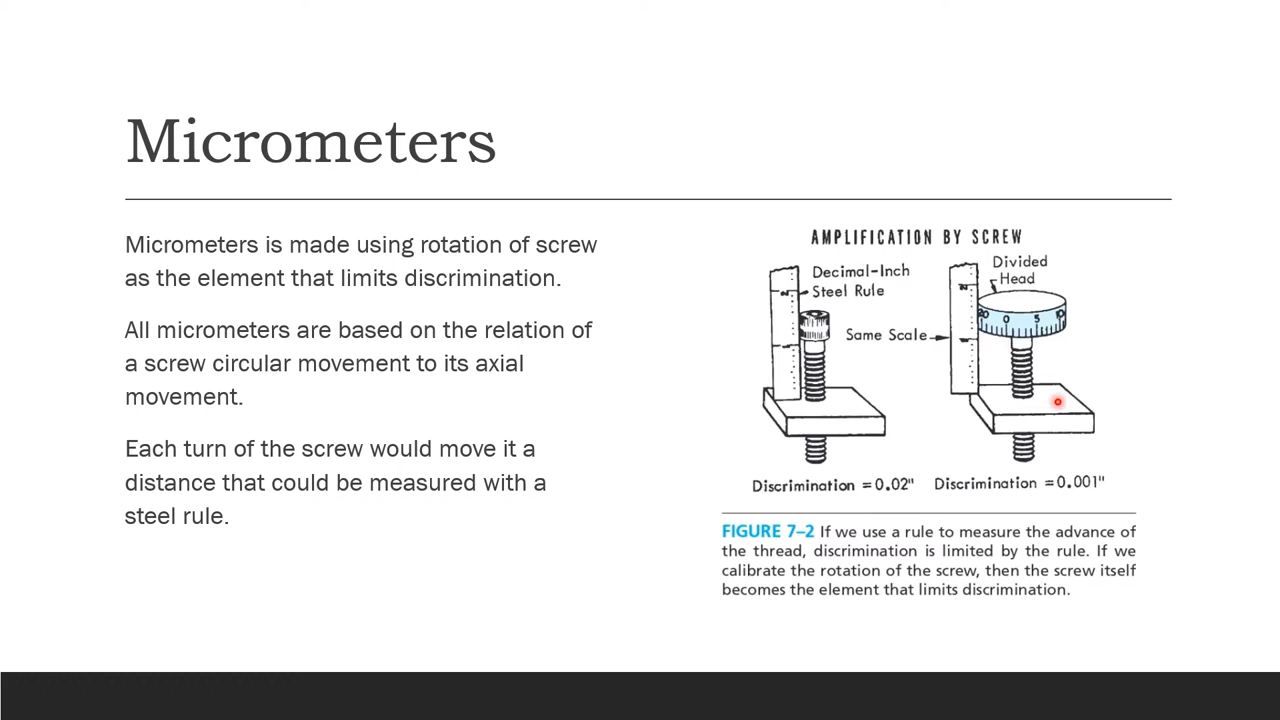 Micrometers
Micrometers is made using rotation of screw
as the element that limits discrimination.
All micrometers are based on the relation of
a screw circular movement to its axial
movement.
Each turn of the screw would move it a
distance that could be measured with a
steel rule.
AMPLIFICATION BY SCREW
Decimal-Inch
Steel Rule
Divided
Head
Same Scale
0 5
Discrimination = 0.02"
Discrimination = 0.001"
FIGURE 7–2 If we use a rule to measure the advance of
the thread, discrimination is limited by the rule. If we
calibrate the rotation of the screw, then the screw itself
becomes the element that limits discrimination.